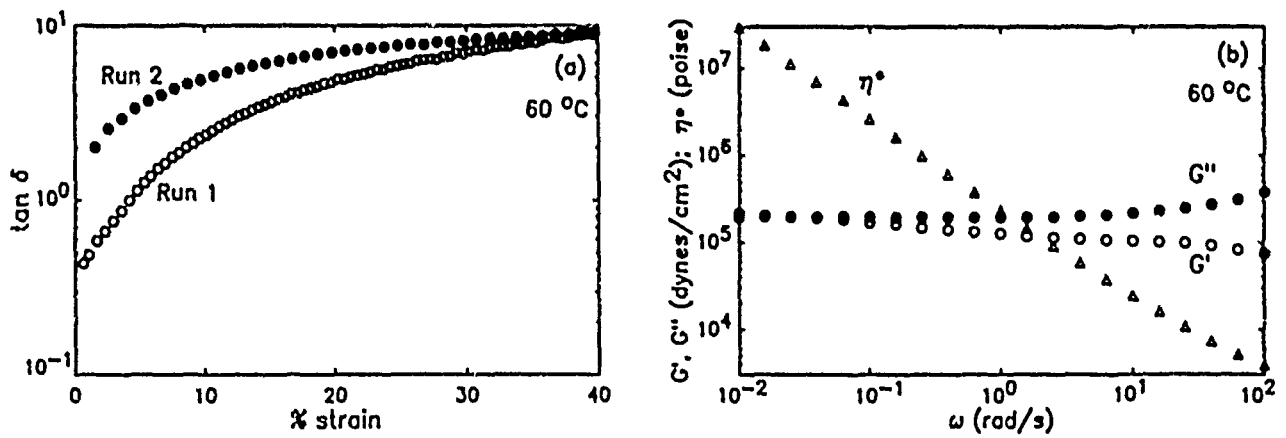 tan δ
10¹
10⁰
10⁻¹
Run 2
Run 1
(a)
60 °C
0
10
20
30
40
% strain
G', G'' (dynes/cm²); η* (poise)
10⁷
10⁶
10⁵
10⁴
η*
(b)
60 °C
G''
G'
10⁻²
10⁻¹
10⁰
10¹
10²
ω (rad/s)